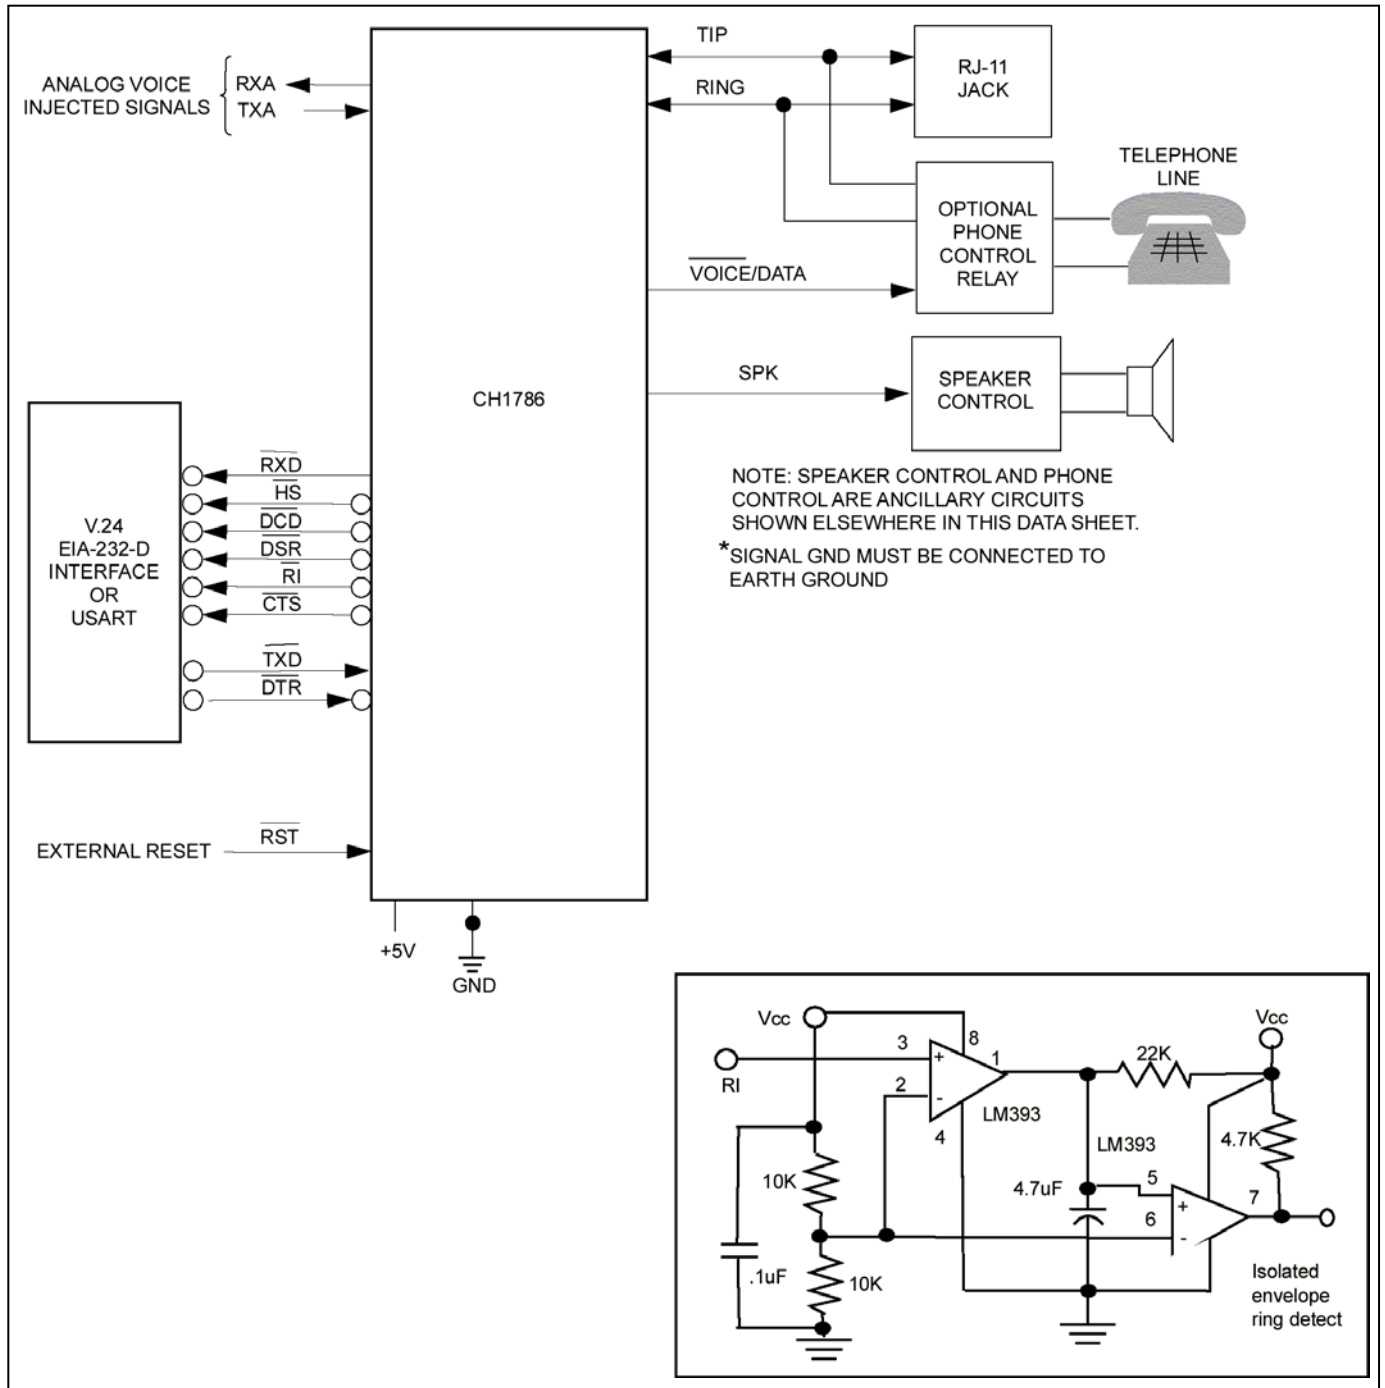 TIP
RJ-11
JACK
ANALOG VOICE
INJECTED SIGNALS
RXA
TXA
RING
TELEPHONE
LINE
OPTIONAL
PHONE
CONTROL
RELAY
VOICE/DATA
SPK
SPEAKER
CONTROL
CH1786
NOTE: SPEAKER CONTROL AND PHONE
CONTROL ARE ANCILLARY CIRCUITS
SHOWN ELSEWHERE IN THIS DATA SHEET.
*SIGNAL GND MUST BE CONNECTED TO
EARTH GROUND
V.24
EIA-232-D
INTERFACE
OR
USART
RXD
HS
DCD
DSR
RI
CTS
TXD
DTR
EXTERNAL RESET
RST
+5V
GND
Vcc
RI
3
+
8
1
2
-
4
LM393
22K
Vcc
LM393
4.7K
10K
4.7uF
5
+
6
-
7
.1uF
10K
Isolated
envelope
ring detect